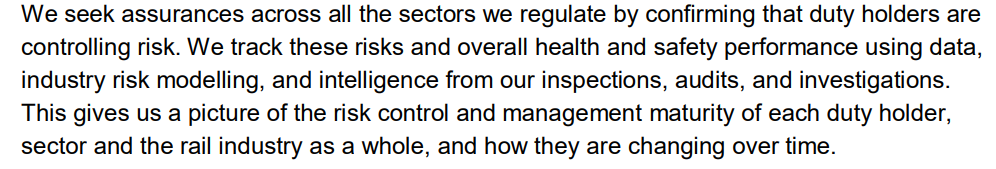 We seek assurances across all the sectors we regulate by confirming that duty holders are
controlling risk. We track these risks and overall health and safety performance using data,
industry risk modelling, and intelligence from our inspections, audits, and investigations.
This gives us a picture of the risk control and management maturity of each duty holder,
sector and the rail industry as a whole, and how they are changing over time.